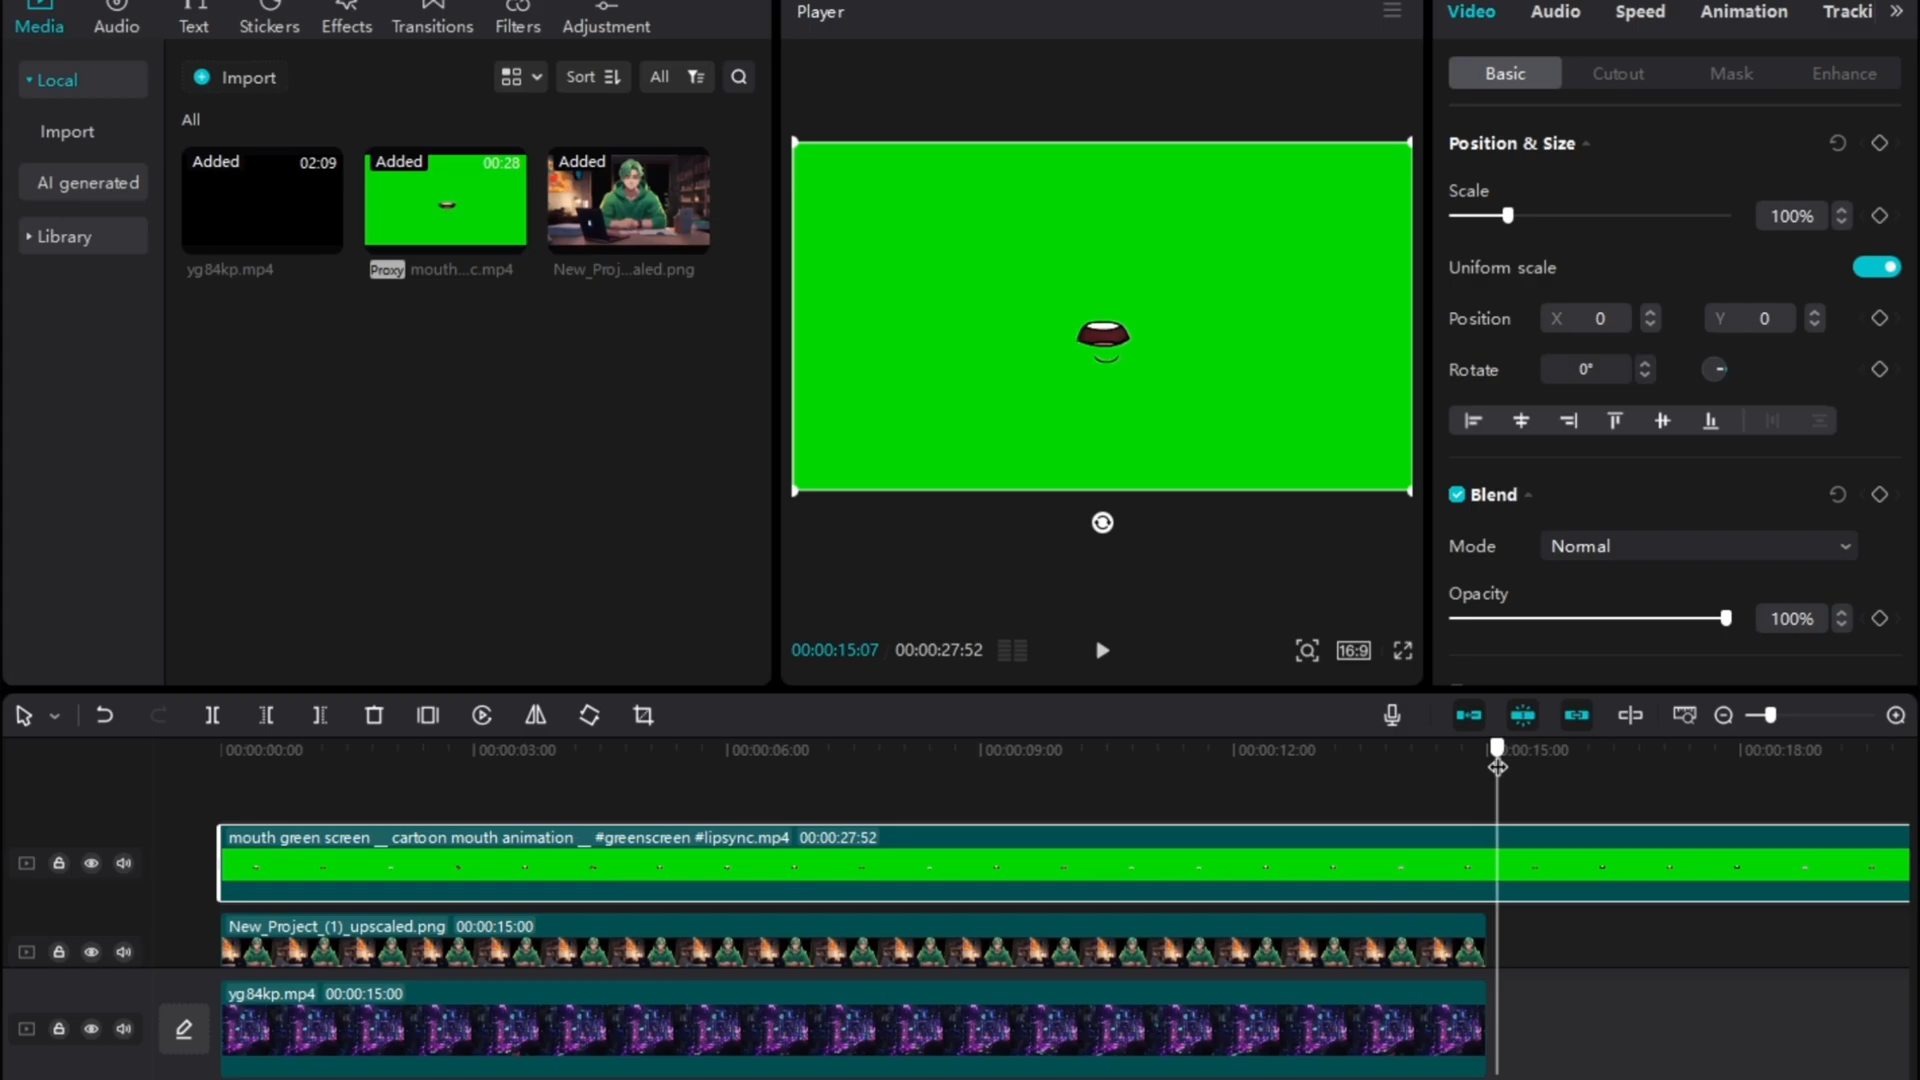 Media Audio Text Stickers Effects Transitions Filters Adjustment
Local
Import
AI generated
Library
Import
Sort
All
All
Added 02:09
yg84kp.mp4
Added 00:28
Proxy mouth...c.mp4
Added
New_Proj...aled.png
Player
00:00:15:07 00:00:27:52
16:9
Video Audio Speed Animation Tracki
Basic Cutout Mask Enhance
Position & Size
Scale
100%
Uniform scale
Position X 0 Y 0
Rotate 0°
Blend
Mode Normal
Opacity
100%
00:00:00:00 00:00:03:00 00:00:06:00 00:00:09:00 00:00:12:00 00:00:15:00 00:00:18:00
mouth green screen __ cartoon mouth animation __ #greenscreen #lipsync.mp4 00:00:27:52
New_Project_(1)_upscaled.png 00:00:15:00
yg84kp.mp4 00:00:15:00